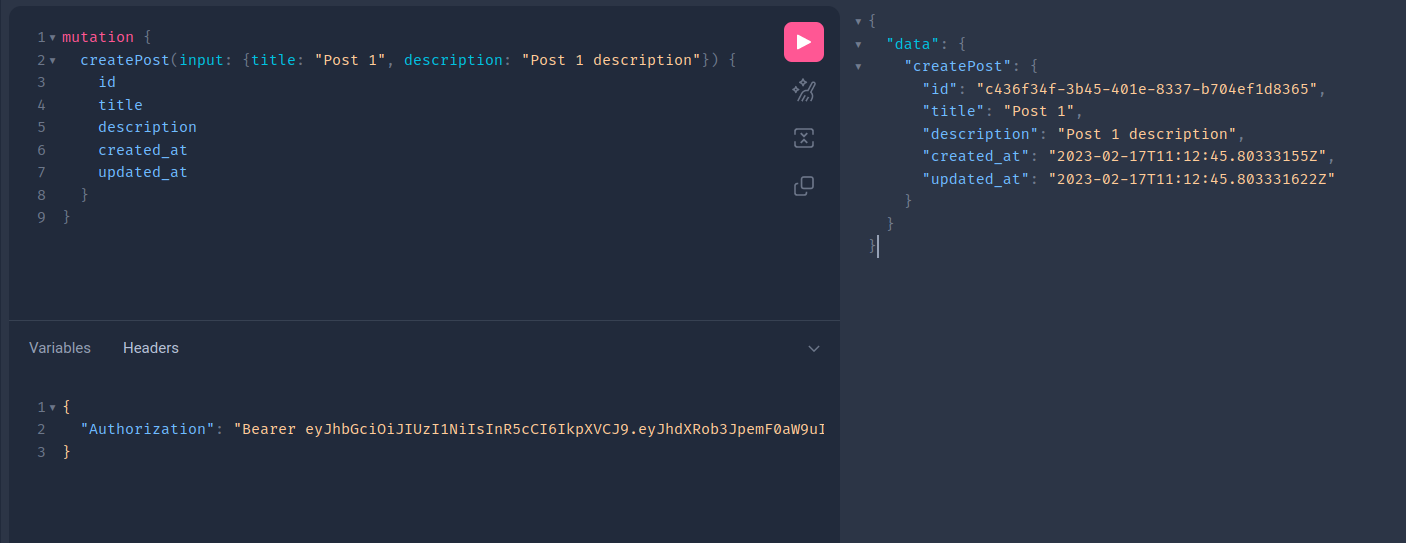 1 mutation {
2 createPost(input: {title: "Post 1", description: "Post 1 description"}) {
3 id
4 title
5 description
6 created_at
7 updated_at
8 }
9 }
Variables Headers
1 {
2 "Authorization": "Bearer eyJhbGciOiJIUzI1NiIsInR5cCI6IkpXVCJ9.eyJhdXRob3JpemF0aW9uI
3 }
{
"data": {
"createPost": {
"id": "c436f34f-3b45-401e-8337-b704ef1d8365",
"title": "Post 1",
"description": "Post 1 description",
"created_at": "2023-02-17T11:12:45.80333155Z",
"updated_at": "2023-02-17T11:12:45.803331622Z"
}
}
}